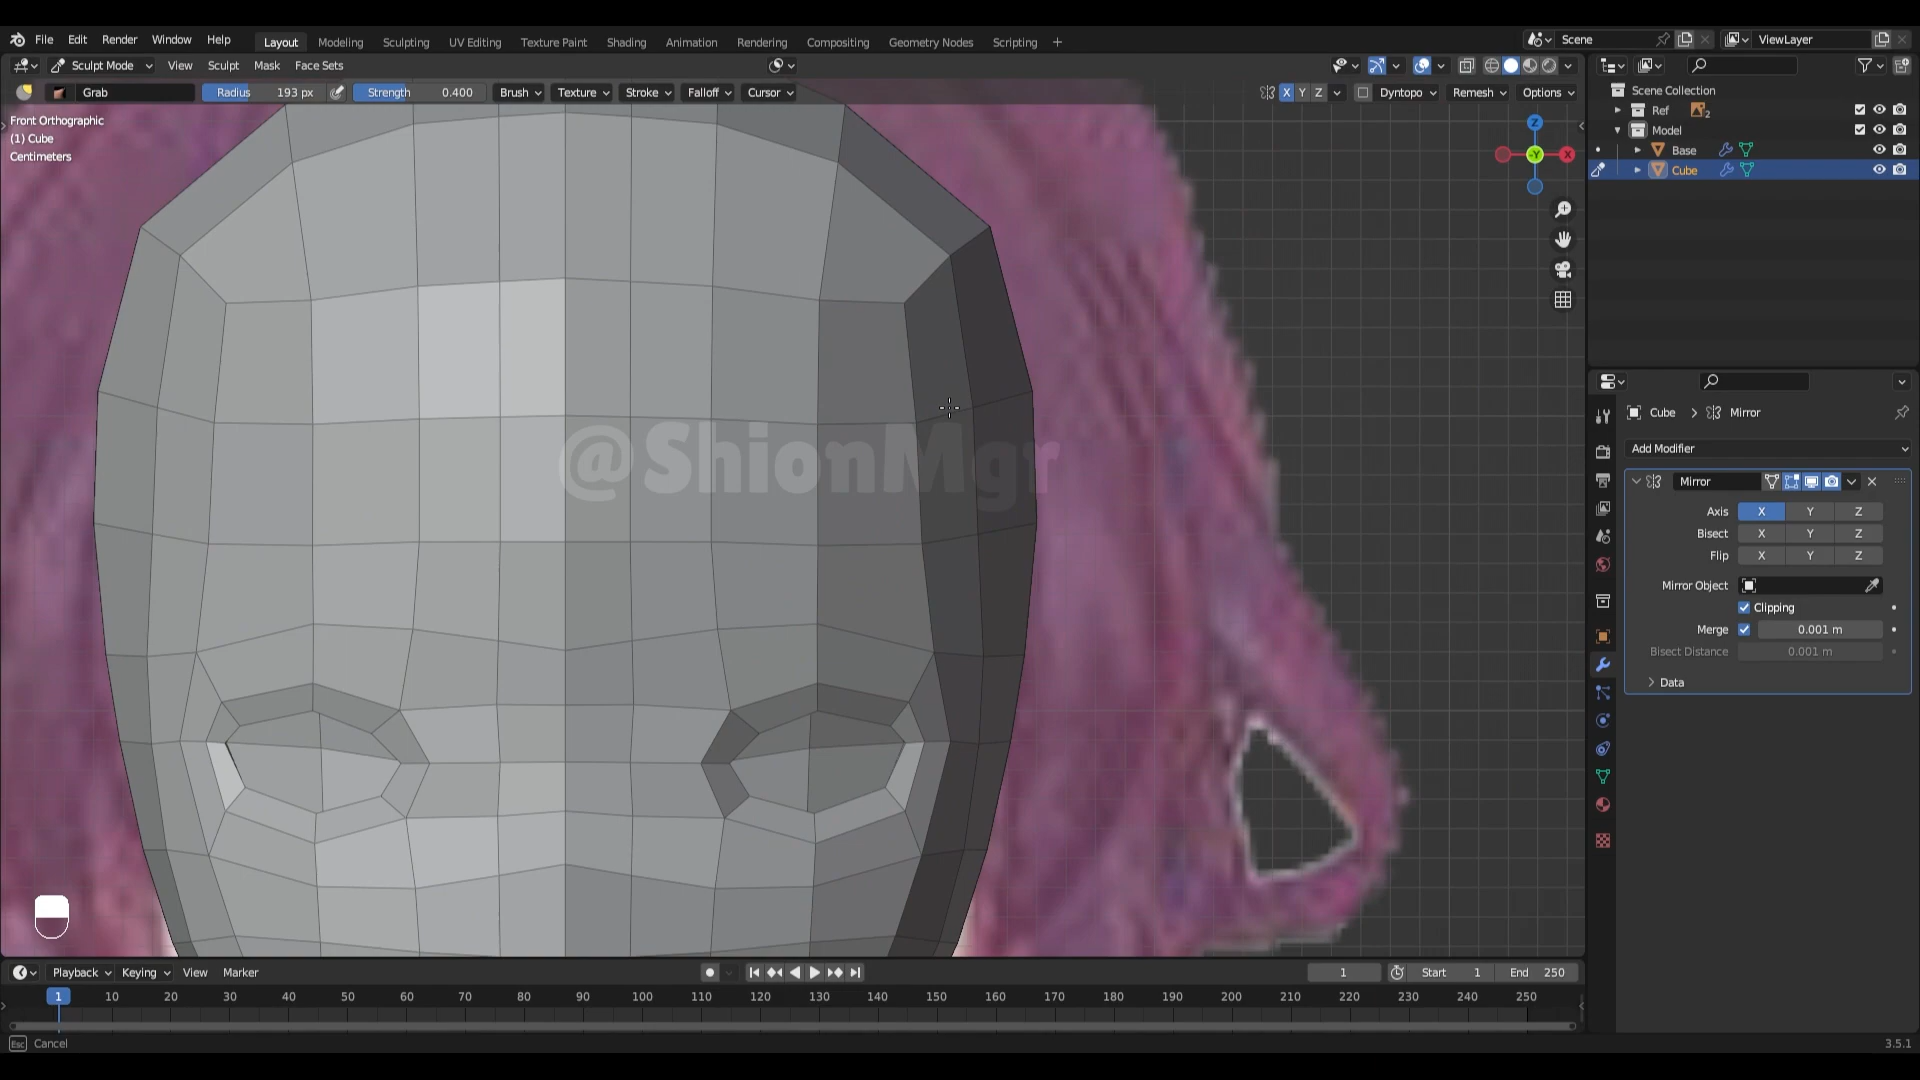 File Edit Render Window Help Layout Modeling Sculpting UV Editing Texture Paint Shading Animation Rendering Compositing Geometry Nodes Scripting + Scene ViewLayer
Sculpt Mode View Sculpt Mask Face Sets
Grab Radius 193 px Strength 0.400 Brush Texture Stroke Falloff Cursor X Y Z Dyntopo Remesh Options
Front Orthographic
(1) Cube
Centimeters
Z
-Y
X
@ShionMgr
Scene Collection
Ref 2
Model
Base
Cube
Cube > Mirror
Add Modifier
Mirror
Axis X Y Z
Bisect X Y Z
Flip X Y Z
Mirror Object
Clipping
Merge 0.001 m
Bisect Distance 0.001 m
Data
Playback Keying View Marker 1 Start 1 End 250
1 10 20 30 40 50 60 70 80 90 100 110 120 130 140 150 160 170 180 190 200 210 220 230 240 250
Esc Cancel 3.5.1